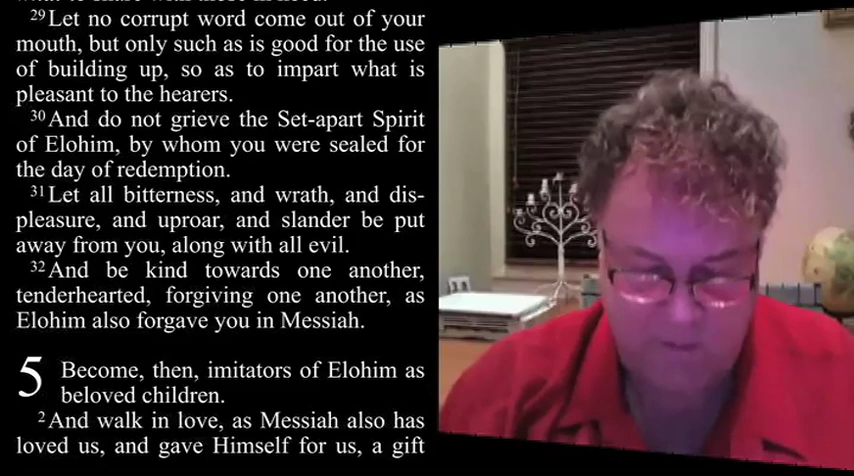 ²⁹Let no corrupt word come out of your
mouth, but only such as is good for the use
of building up, so as to impart what is
pleasant to the hearers.
³⁰And do not grieve the Set-apart Spirit
of Elohim, by whom you were sealed for
the day of redemption.
³¹Let all bitterness, and wrath, and dis-
pleasure, and uproar, and slander be put
away from you, along with all evil.
³²And be kind towards one another,
tenderhearted, forgiving one another, as
Elohim also forgave you in Messiah.
5 Become, then, imitators of Elohim as
beloved children.
²And walk in love, as Messiah also has
loved us, and gave Himself for us, a gift